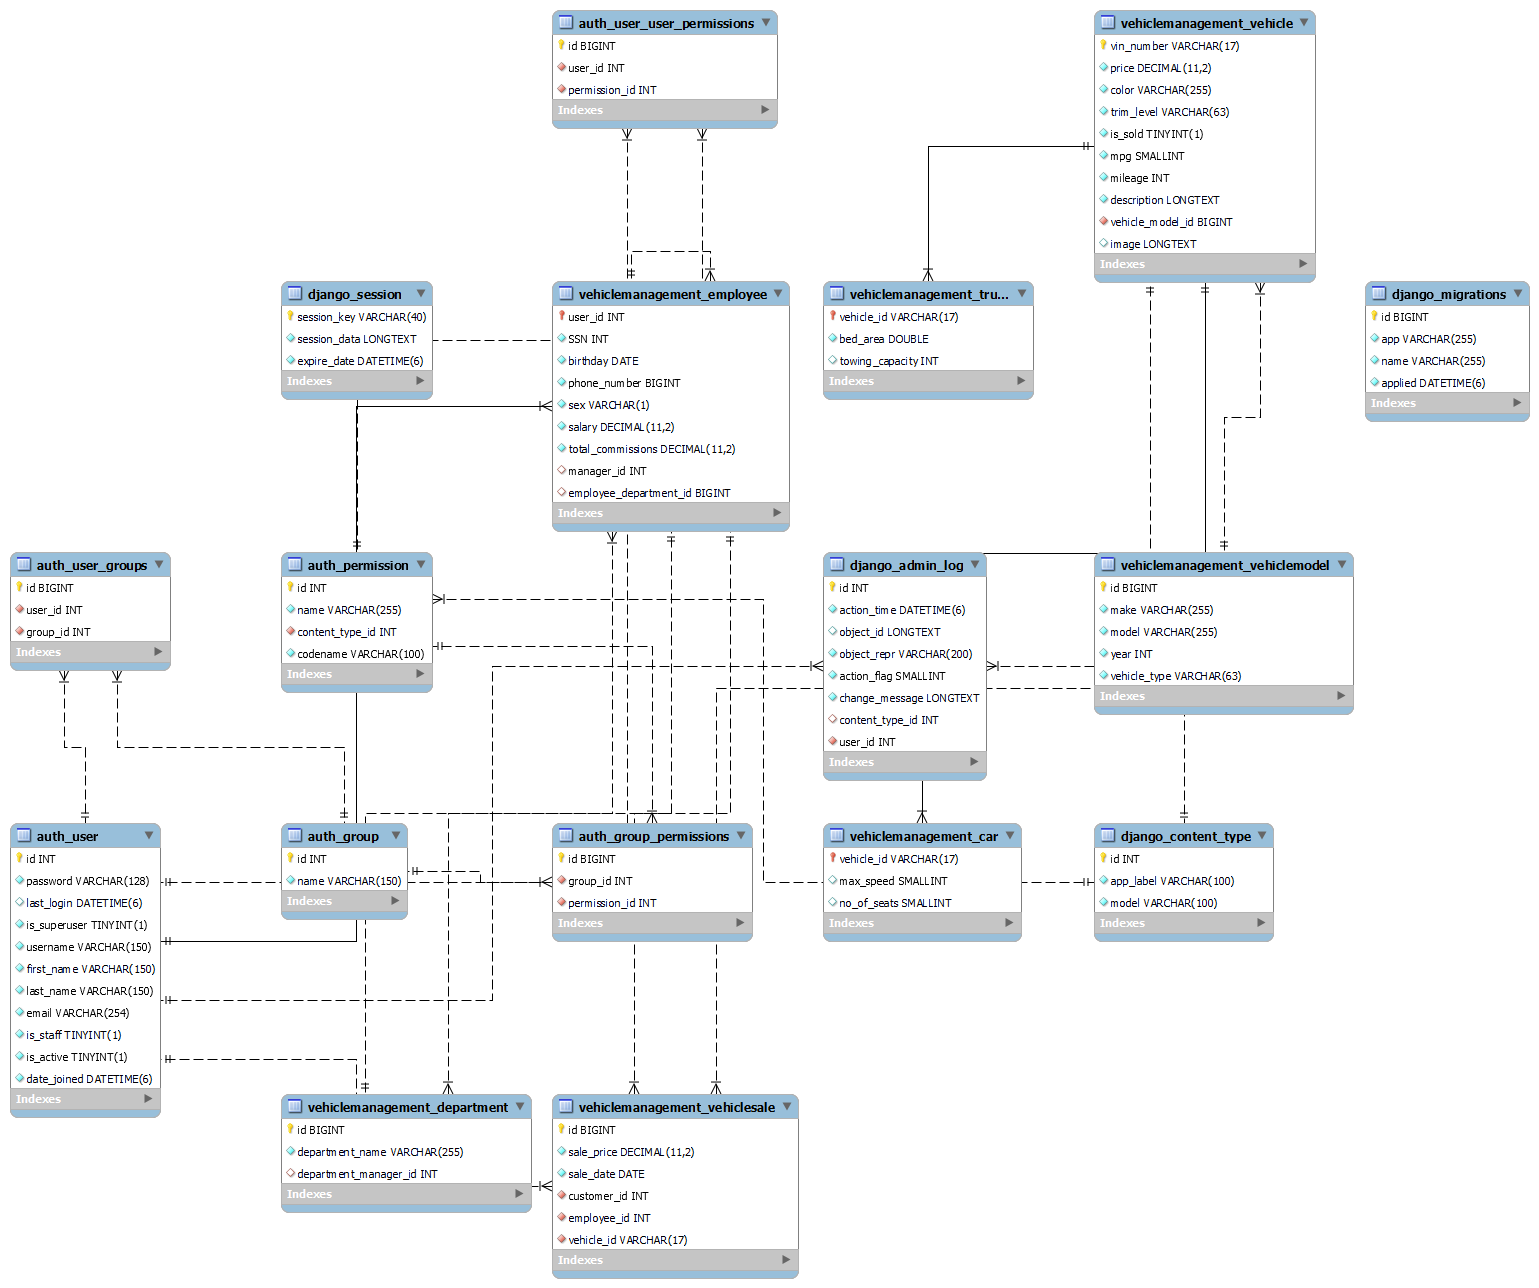 auth_user_user_permissions
id BIGINT
user_id INT
permission_id INT
Indexes
vehiclemanagement_vehicle
vin_number VARCHAR(17)
price DECIMAL(11,2)
color VARCHAR(255)
trim_level VARCHAR(63)
is_sold TINYINT(1)
mpg SMALLINT
mileage INT
description LONGTEXT
vehicle_model_id BIGINT
image LONGTEXT
Indexes
django_session
session_key VARCHAR(40)
session_data LONGTEXT
expire_date DATETIME(6)
Indexes
vehiclemanagement_employee
user_id INT
SSN INT
birthday DATE
phone_number BIGINT
sex VARCHAR(1)
salary DECIMAL(11,2)
total_commissions DECIMAL(11,2)
manager_id INT
employee_department_id BIGINT
Indexes
vehiclemanagement_tru...
vehicle_id VARCHAR(17)
bed_area DOUBLE
towing_capacity INT
Indexes
django_migrations
id BIGINT
app VARCHAR(255)
name VARCHAR(255)
applied DATETIME(6)
Indexes
auth_user_groups
id BIGINT
user_id INT
group_id INT
Indexes
auth_permission
id INT
name VARCHAR(255)
content_type_id INT
codename VARCHAR(100)
Indexes
django_admin_log
id INT
action_time DATETIME(6)
object_id LONGTEXT
object_repr VARCHAR(200)
action_flag SMALLINT
change_message LONGTEXT
content_type_id INT
user_id INT
Indexes
vehiclemanagement_vehiclemodel
id BIGINT
make VARCHAR(255)
model VARCHAR(255)
year INT
vehicle_type VARCHAR(63)
Indexes
auth_user
id INT
password VARCHAR(128)
last_login DATETIME(6)
is_superuser TINYINT(1)
username VARCHAR(150)
first_name VARCHAR(150)
last_name VARCHAR(150)
email VARCHAR(254)
is_staff TINYINT(1)
is_active TINYINT(1)
date_joined DATETIME(6)
Indexes
auth_group
id INT
name VARCHAR(150)
Indexes
auth_group_permissions
id BIGINT
group_id INT
permission_id INT
Indexes
vehiclemanagement_car
vehicle_id VARCHAR(17)
max_speed SMALLINT
no_of_seats SMALLINT
Indexes
django_content_type
id INT
app_label VARCHAR(100)
model VARCHAR(100)
Indexes
vehiclemanagement_department
id BIGINT
department_name VARCHAR(255)
department_manager_id INT
Indexes
vehiclemanagement_vehiclesale
id BIGINT
sale_price DECIMAL(11,2)
sale_date DATE
customer_id INT
employee_id INT
vehicle_id VARCHAR(17)
Indexes